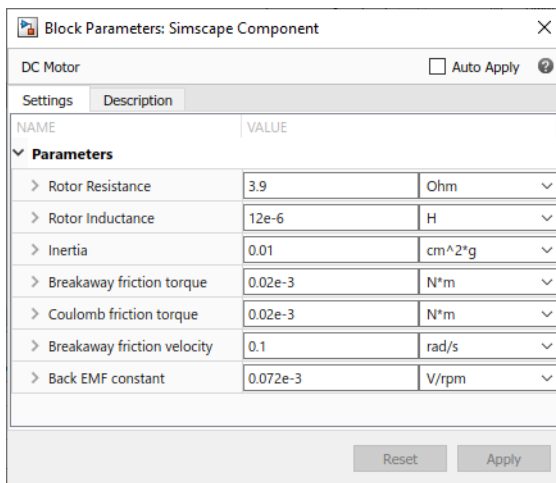 Block Parameters: Simscape Component
DC Motor Auto Apply ?
Settings Description
NAME VALUE
Parameters
Rotor Resistance 3.9 Ohm
Rotor Inductance 12e-6 H
Inertia 0.01 cm^2*g
Breakaway friction torque 0.02e-3 N*m
Coulomb friction torque 0.02e-3 N*m
Breakaway friction velocity 0.1 rad/s
Back EMF constant 0.072e-3 V/rpm
Reset Apply